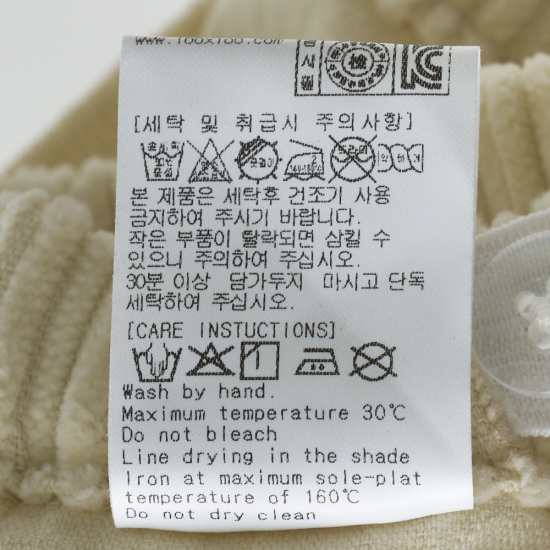 검사필
檢
[세탁 및 취급시 주의사항]
본 제품은 세탁후 건조기 사용
금지하여 주시기 바랍니다.
작은 부품이 탈락되면 삼킬 수
있으니 주의하여 주십시오.
30분 이상 담가두지 마시고 단독
세탁하여 주십시오.
[CARE INSTUCTIONS]
Wash by hand.
Maximum temperature 30℃
Do not bleach
Line drying in the shade
Iron at maximum sole-plat
temperature of 160℃
Do not dry clean